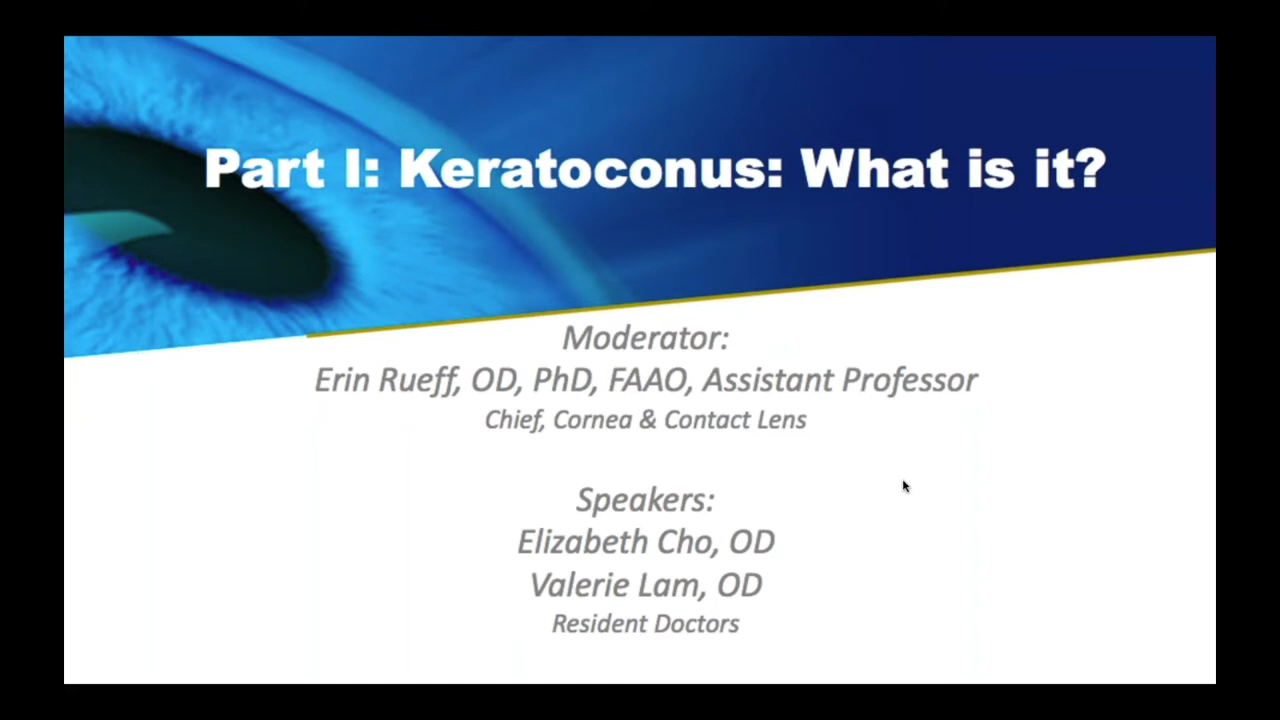 Part I: Keratoconus: What is it?
Moderator:
Erin Rueff, OD, PhD, FAAO, Assistant Professor
Chief, Cornea & Contact Lens
Speakers:
Elizabeth Cho, OD
Valerie Lam, OD
Resident Doctors